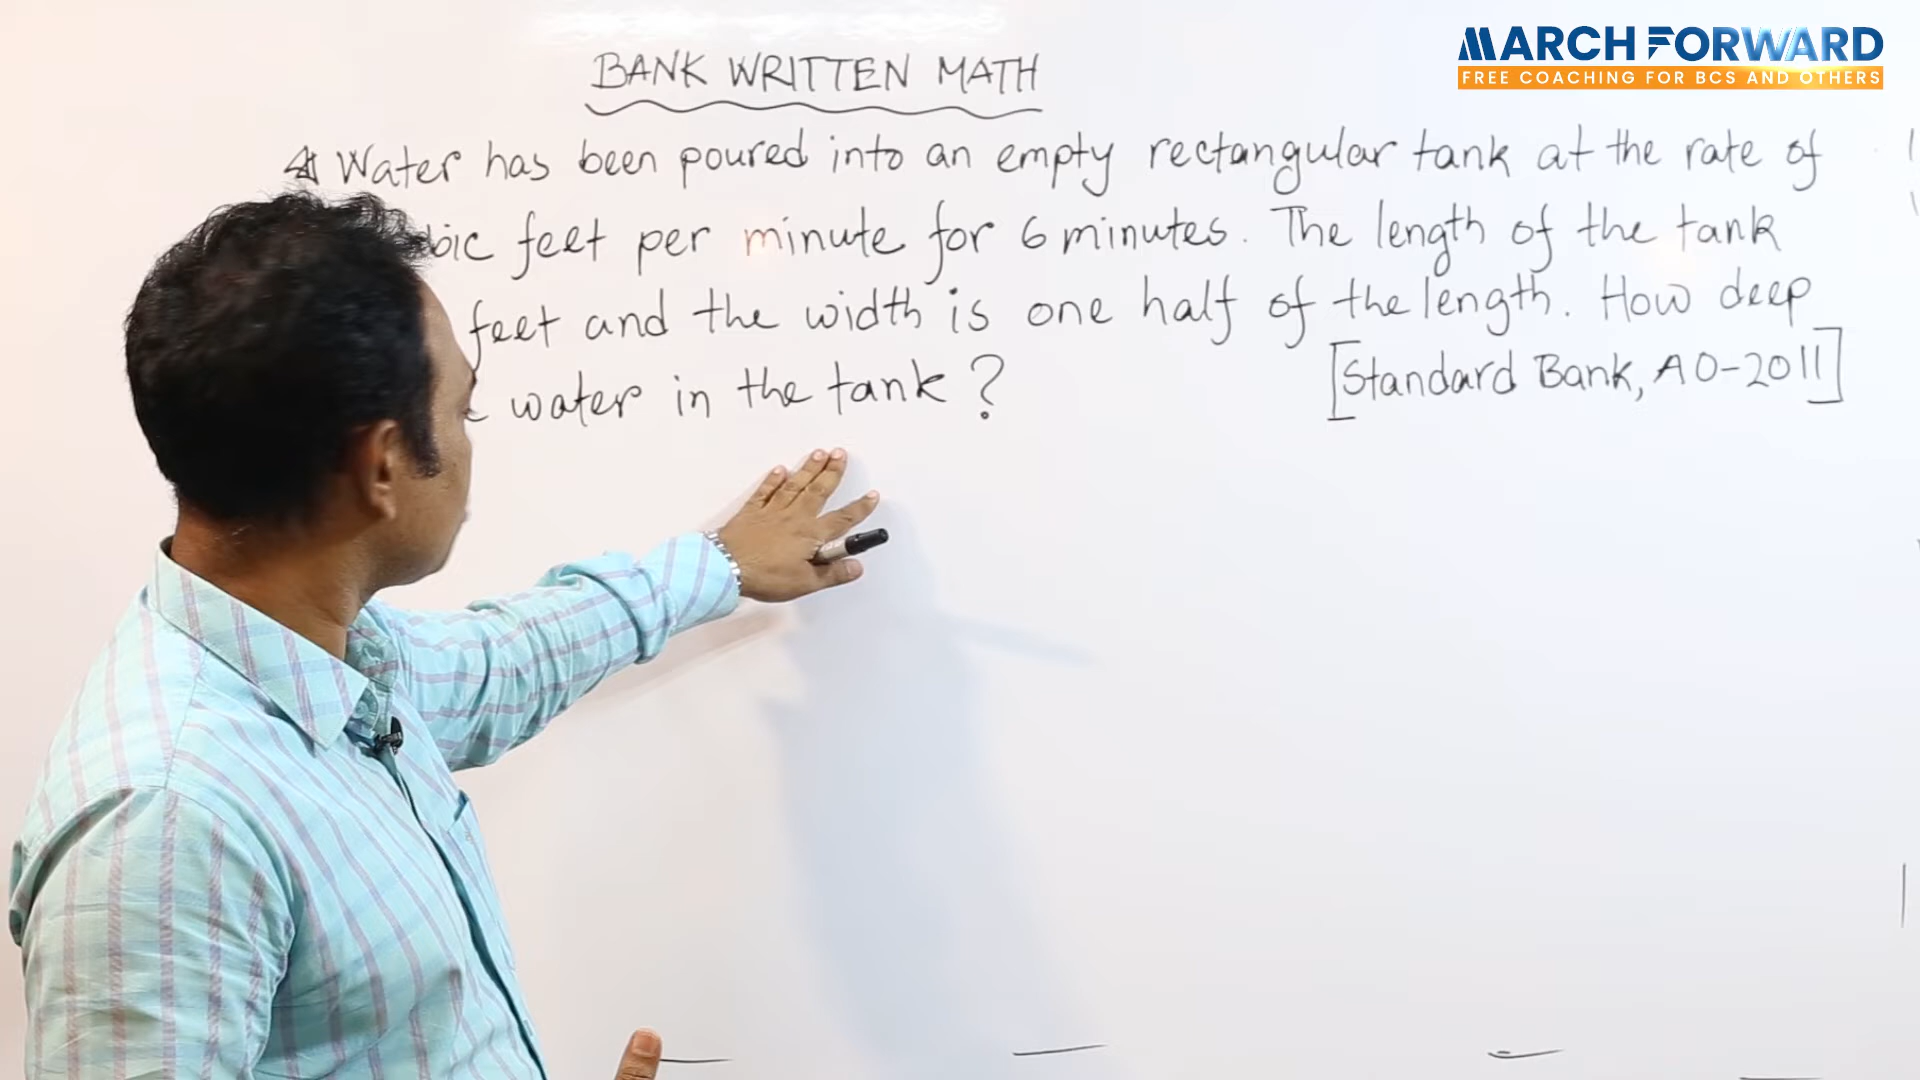 MARCH FORWARD
FREE COACHING FOR BCS AND OTHERS
BANK WRITTEN MATH
Water has been poured into an empty rectangular tank at the rate of
feet per minute for 6 minutes. The length of the tank
feet and the width is one half of the length. How deep
water in the tank?
[Standard Bank, AO-2011]